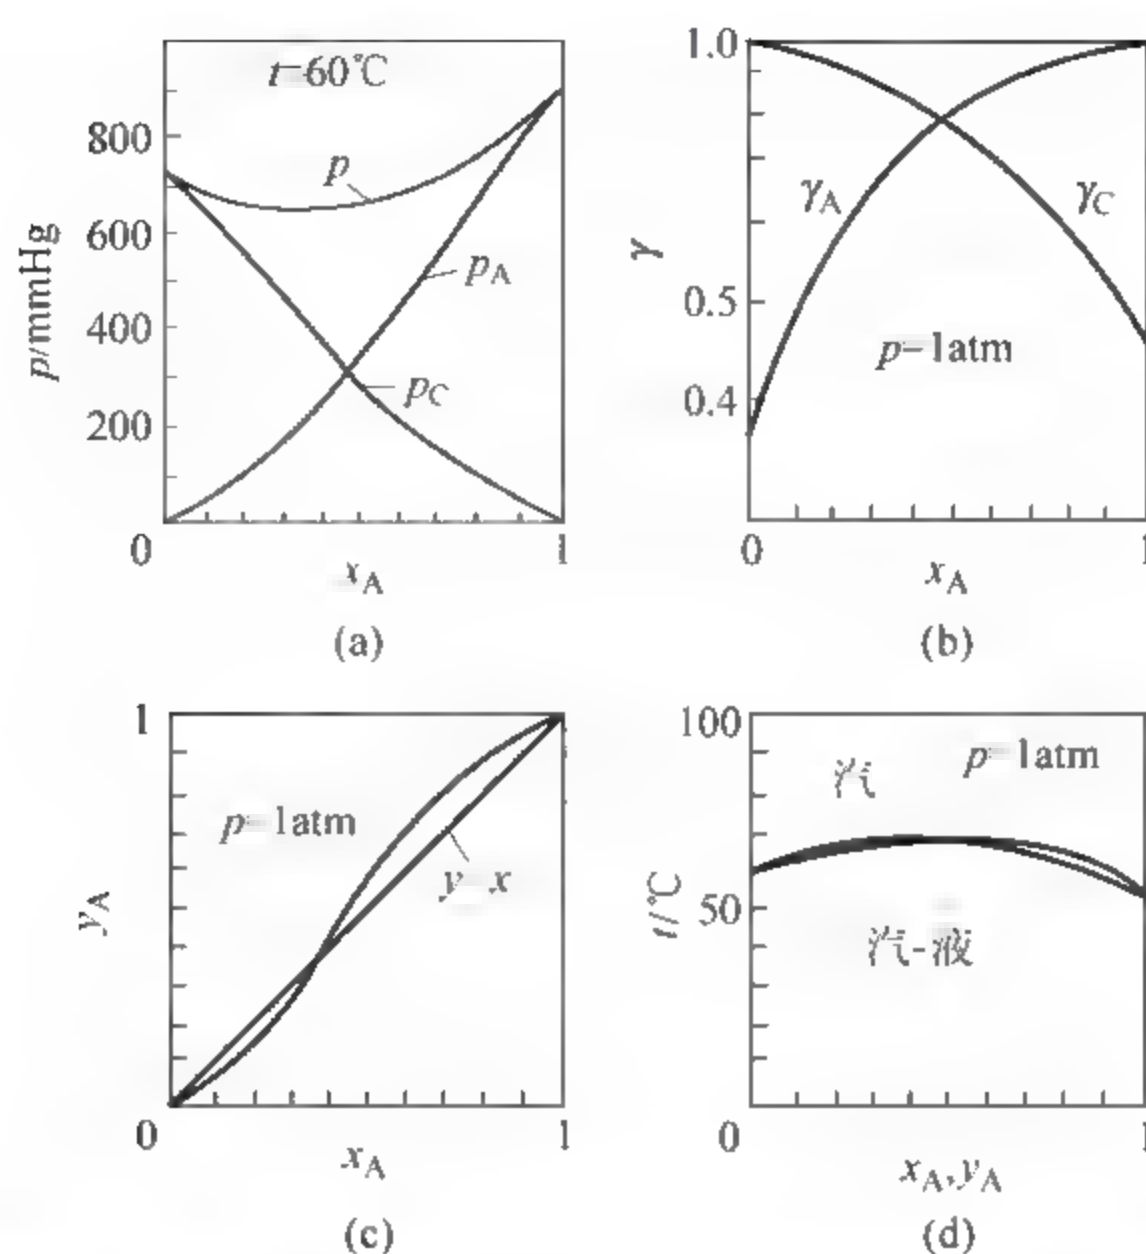 t=60℃
800
600
400
200
0
1
p/mmHg
p
pA
pC
xA
(a)
1.0
0.5
0.4
0
1
γ
γA
γC
p=1atm
xA
(b)
1
0
1
yA
p=1atm
y=x
xA
(c)
100
50
0
1
t/℃
汽
p=1atm
汽-液
xA,yA
(d)